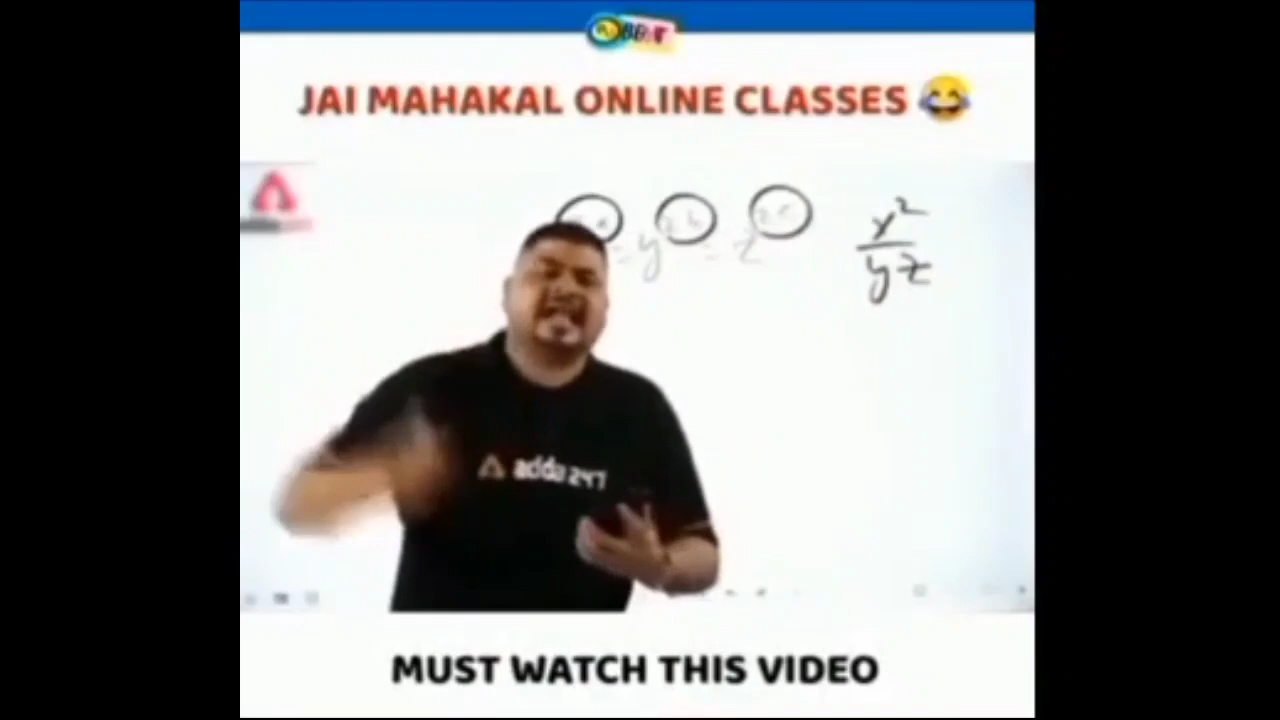 JAI MAHAKAL ONLINE CLASSES 😂
= y = z
x²
yz
adda 247
MUST WATCH THIS VIDEO